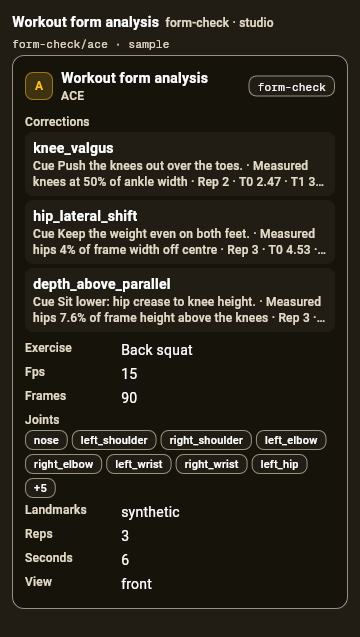 Workout form analysis form-check · studio
form-check/ace · sample
A
Workout form analysis
ACE
form-check
Corrections
knee_valgus
Cue Push the knees out over the toes. · Measured
knees at 50% of ankle width · Rep 2 · T0 2.47 · T1 3…
hip_lateral_shift
Cue Keep the weight even on both feet. · Measured
hips 4% of frame width off centre · Rep 3 · T0 4.53 ·…
depth_above_parallel
Cue Sit lower: hip crease to knee height. · Measured
hips 7.6% of frame height above the knees · Rep 3 ·…
Exercise Back squat
Fps 15
Frames 90
Joints
nose left_shoulder right_shoulder left_elbow
right_elbow left_wrist right_wrist left_hip
+5
Landmarks synthetic
Reps 3
Seconds 6
View front